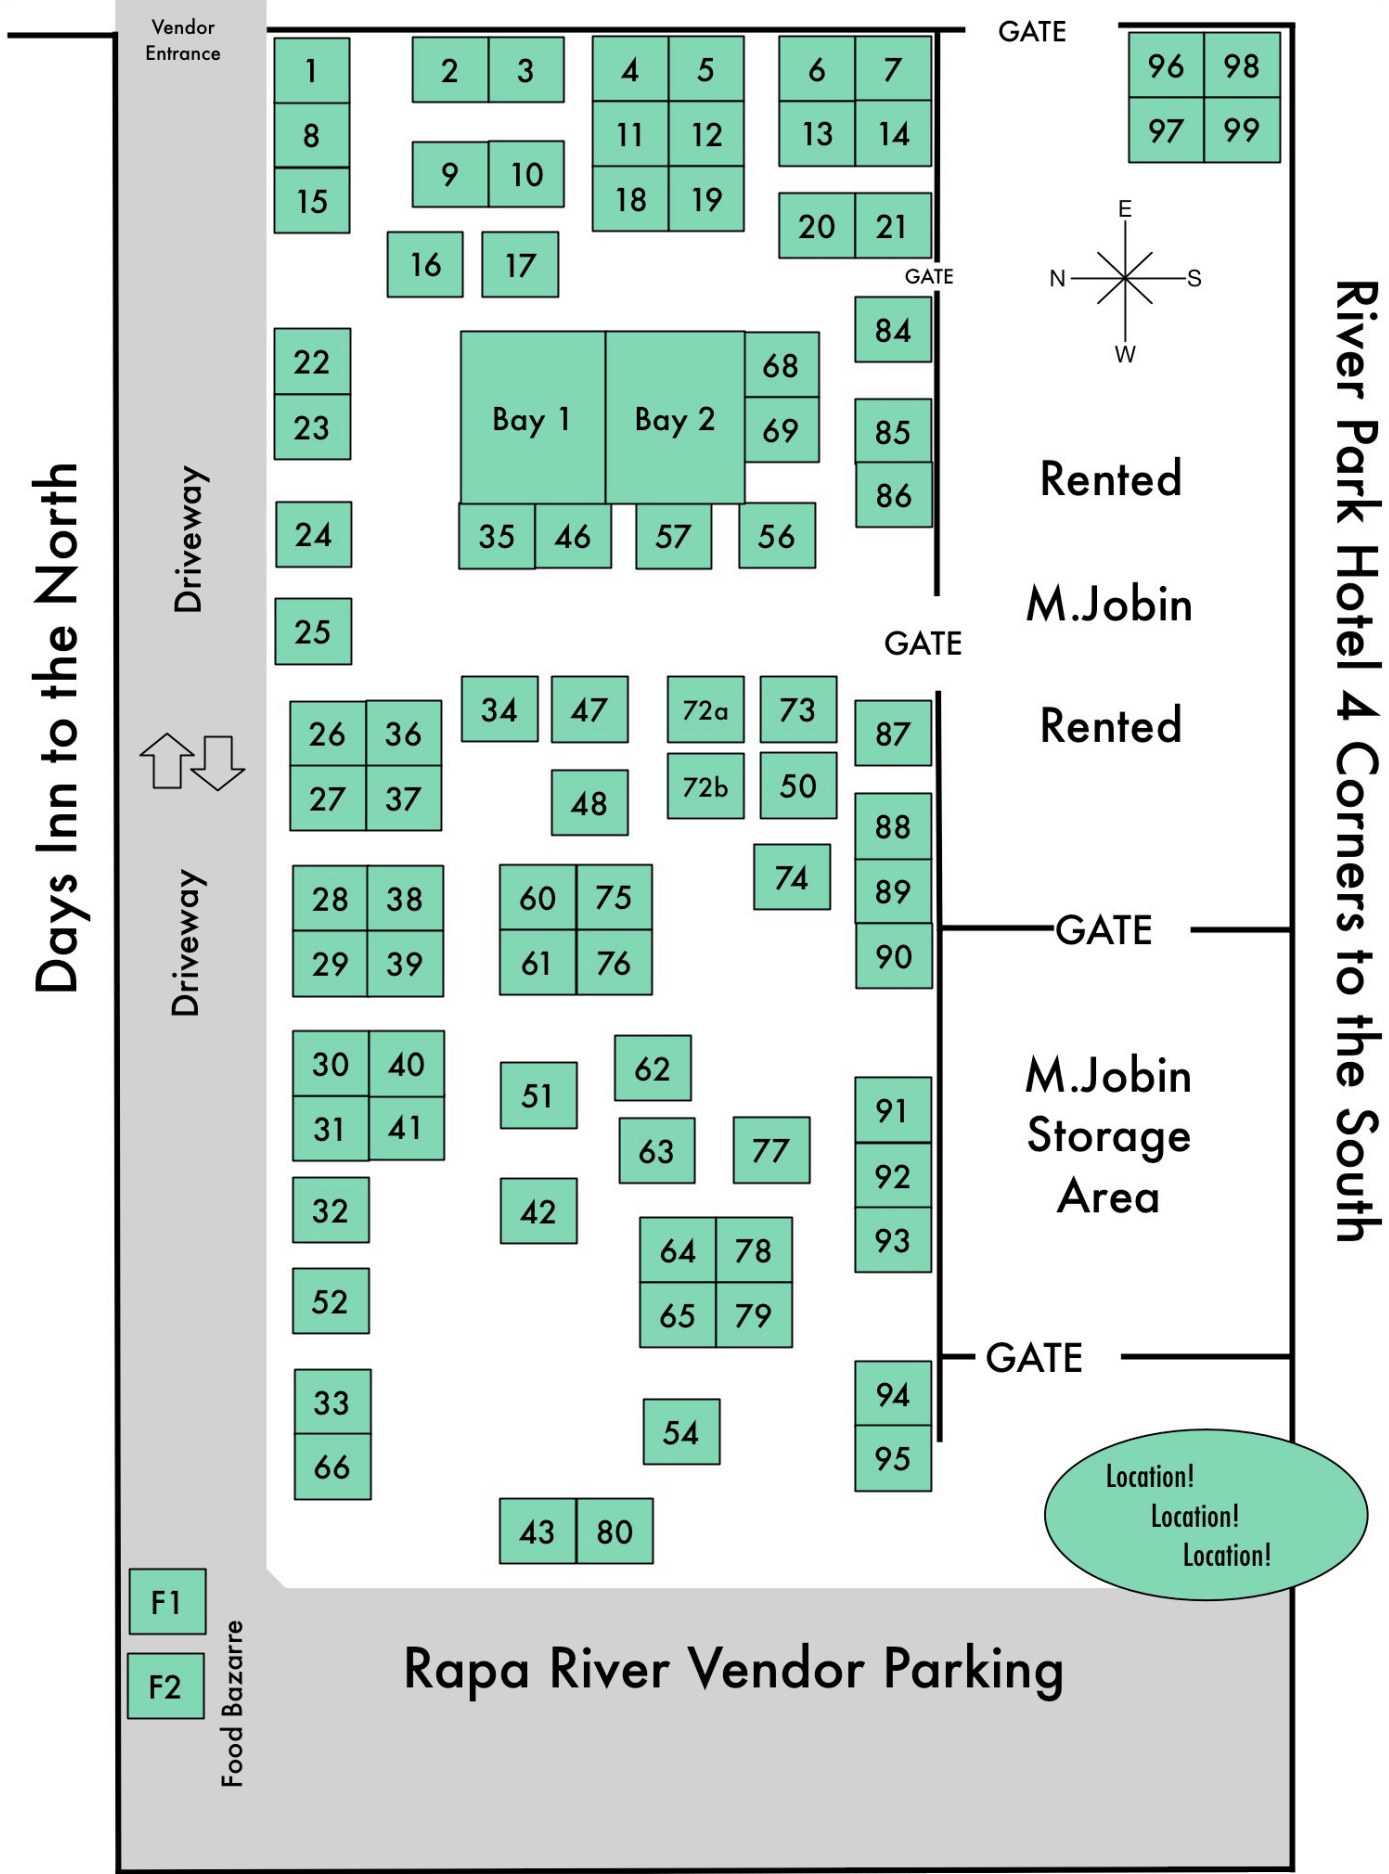 Vendor
Entrance
GATE
1
2 3
4 5
6 7
96 98
8
11 12
13 14
97 99
9 10
15
18 19
20 21
16 17
GATE
E
N S
W
84
22
23
Bay 1
Bay 2
68
69
85
86
24
35 46
57
56
25
Rented
M.Jobin
Rented
GATE
26 36
27 37
34
47
72a
73
87
48
72b
50
88
89
90
74
28 38
29 39
60 75
61 76
GATE
30 40
31 41
51
62
63
77
91
92
93
M.Jobin
Storage
Area
32
42
64 78
65 79
52
GATE
33
66
54
94
95
43 80
Location!
Location!
Location!
F1
F2
Food Bazarre
Rapa River Vendor Parking
Driveway
Driveway
Days Inn to the North
River Park Hotel 4 Corners to the South